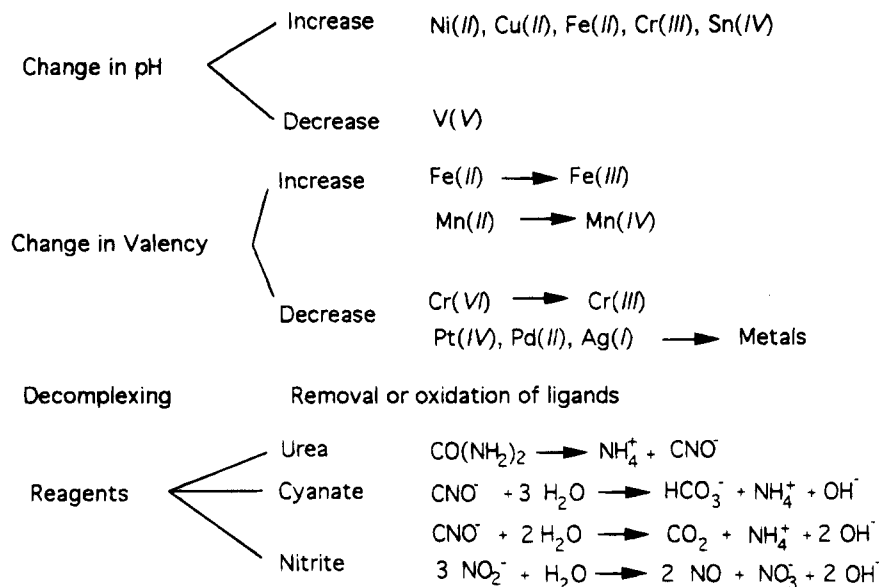 Increase Ni(II), Cu(II), Fe(II), Cr(III), Sn(IV)
Change in pH
Decrease V(V)
Increase Fe(II) → Fe(III)
Mn(II) → Mn(IV)
Change in Valency
Cr(VI) → Cr(III)
Decrease
Pt(IV), Pd(II), Ag(I) → Metals
Decomplexing Removal or oxidation of ligands
Urea CO(NH₂)₂ → NH₄⁺ + CNO⁻
Reagents Cyanate CNO⁻ + 3 H₂O → HCO₃⁻ + NH₄⁺ + OH⁻
CNO⁻ + 2 H₂O → CO₂ + NH₄⁺ + 2 OH⁻
Nitrite
3 NO₂⁻ + H₂O → 2 NO + NO₃⁻ + 2 OH⁻